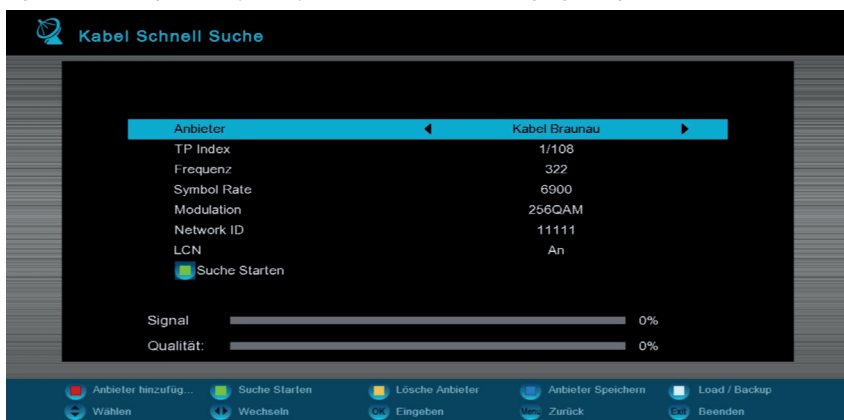 Kabel Schnell Suche
Anbieter Kabel Braunau
TP Index 1/108
Frequenz 322
Symbol Rate 6900
Modulation 256QAM
Network ID 11111
LCN An
Suche Starten
Signal 0%
Qualität: 0%
Anbieter hinzufüg... Suche Starten Lösche Anbieter Anbieter Speichern Load / Backup
Wählen Wechseln OK Eingeben Menu Zurück Exit Beenden